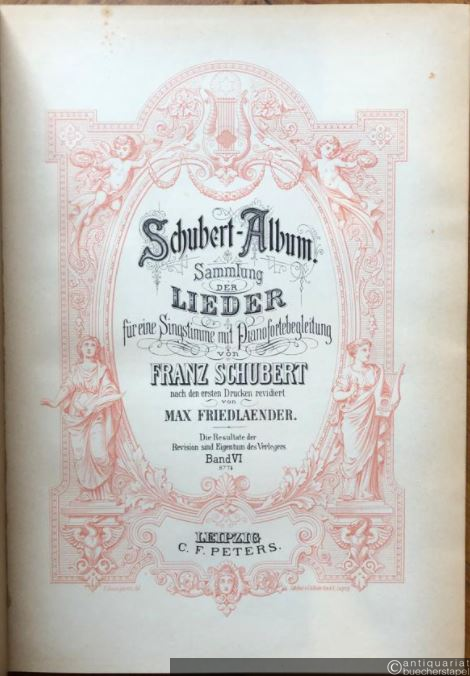 Schubert-Album.
Sammlung
DER
LIEDER
für eine Singstimme mit Pianofortebegleitung
von
FRANZ SCHUBERT
nach den ersten Drucken revidirt
von
MAX FRIEDLAENDER.
Die Resultate der
Revision sind Eigentum des Verlegers.
Band VI
LEIPZIG
C. F. PETERS.
©antiquariat
buecherstapel